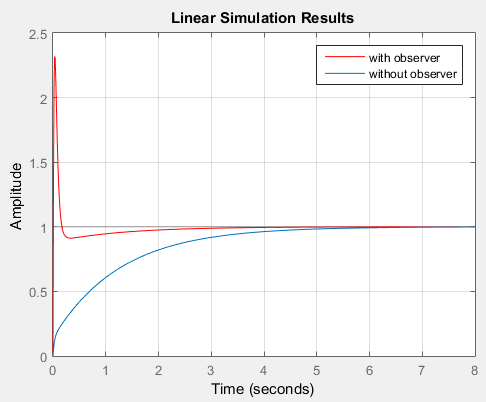 Linear Simulation Results
with observer
without observer
Amplitude
2.5
2
1.5
1
0.5
0
0 1 2 3 4 5 6 7 8
Time (seconds)